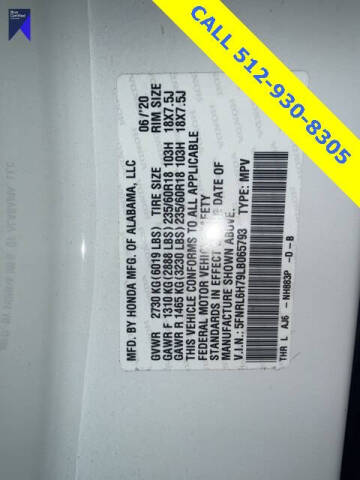 CALL 512-930-8305
MFD. BY HONDA MFG. OF ALABAMA, LLC 06/'20
GVWR 2730 KG(6019 LBS) TIRE SIZE RIM SIZE
GAWR F 1310 KG(2888 LBS) 235/60R18 103H 18X7.5J
GAWR R 1465 KG(3230 LBS) 235/60R18 103H 18X7.5J
THIS VEHICLE CONFORMS TO ALL APPLICABLE
FEDERAL MOTOR VEHICLE SAFETY
STANDARDS IN EFFECT ON THE DATE OF
MANUFACTURE SHOWN ABOVE.
V.I.N.: 5FNRL6H79LB065793 TYPE: MPV
THR L AJ6- NH883P -D-B